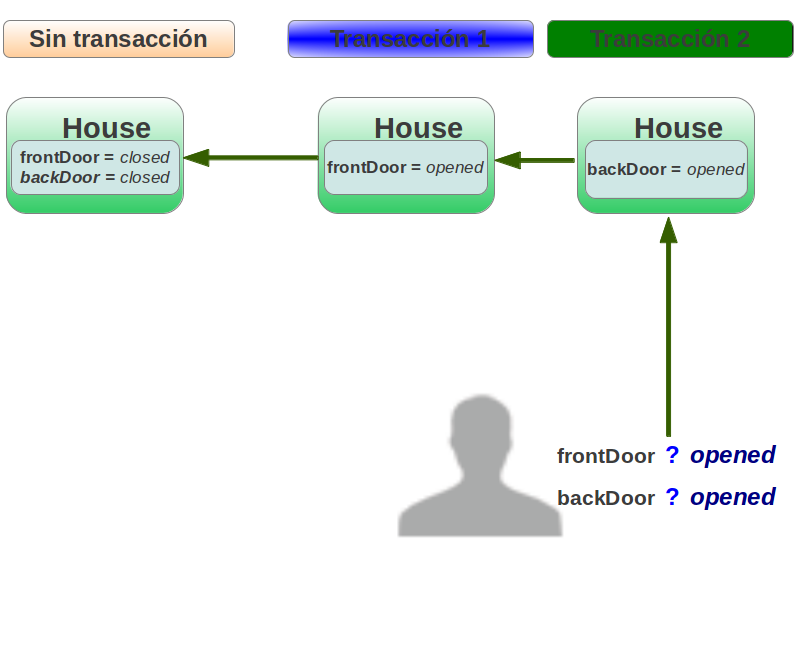 Sin transacción
Transacción 1
Transacción 2
House
frontDoor = closed
backDoor = closed
House
frontDoor = opened
House
backDoor = opened
frontDoor ? opened
backDoor ? opened